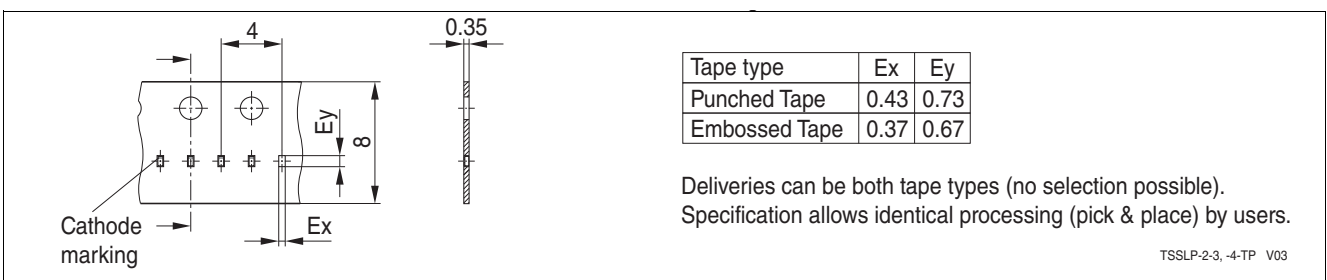 4
0.35
Ey
8
Cathode
marking
Ex
Tape type Ex Ey
Punched Tape 0.43 0.73
Embossed Tape 0.37 0.67
Deliveries can be both tape types (no selection possible).
Specification allows identical processing (pick & place) by users.
TSSLP-2-3, -4-TP V03